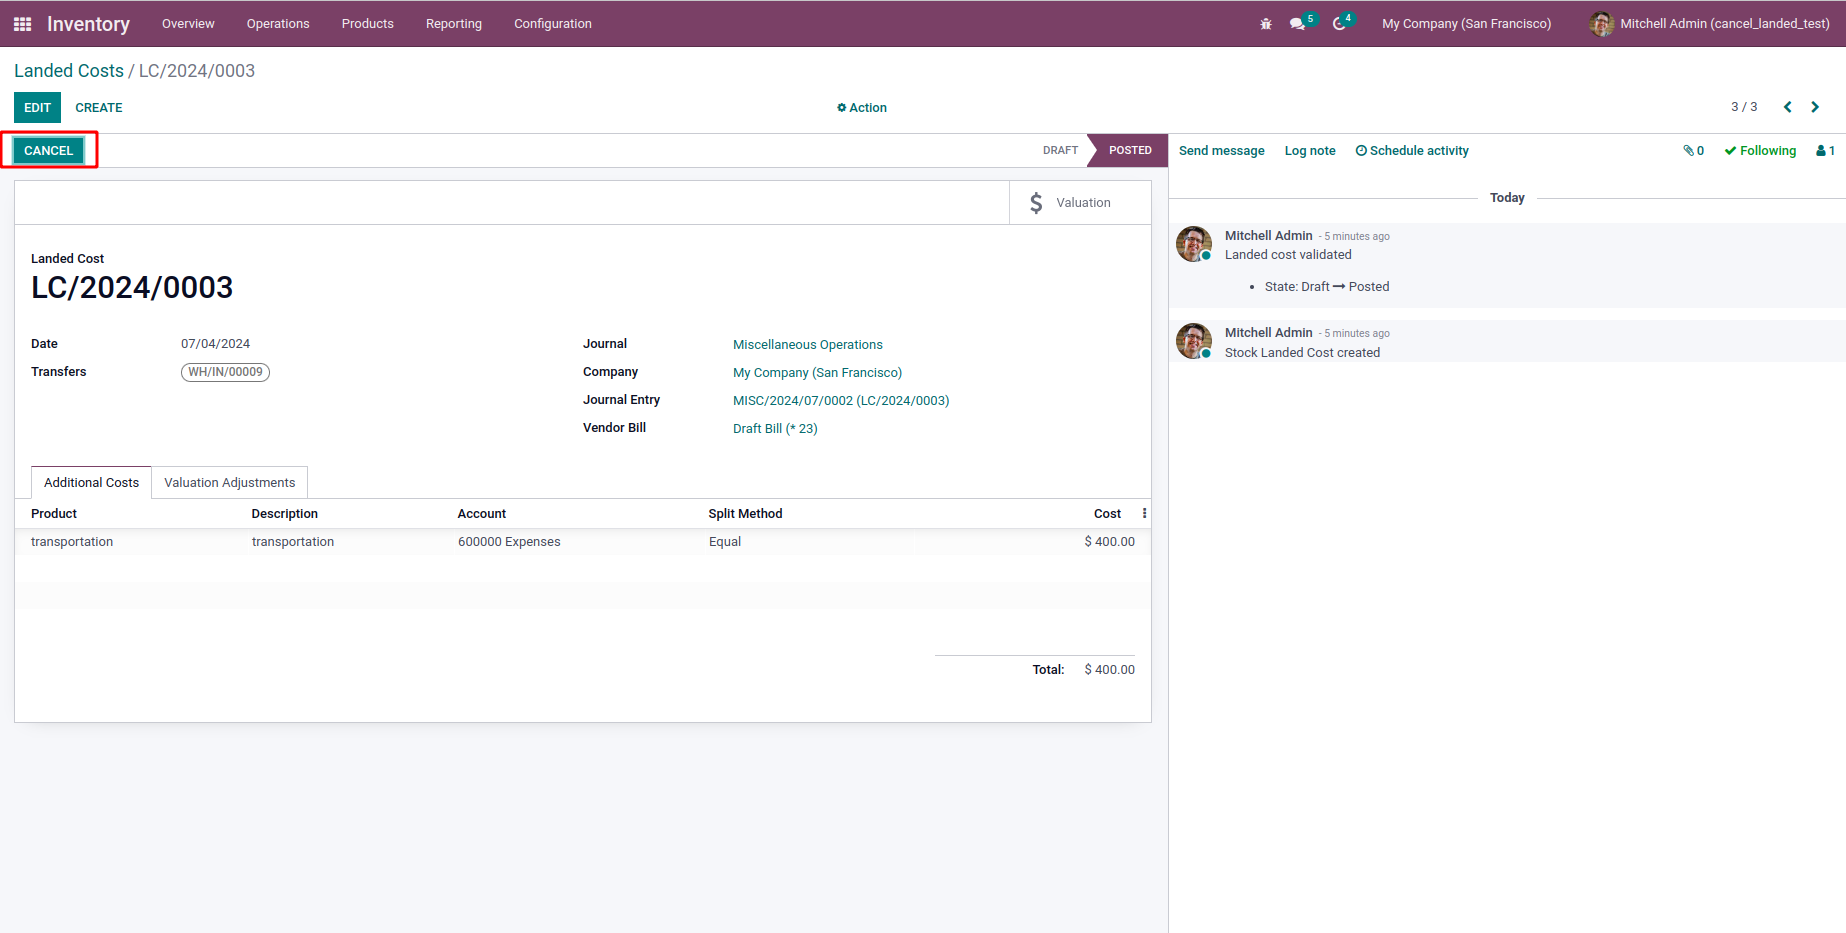 Inventory Overview Operations Products Reporting Configuration 5 4 My Company (San Francisco) Mitchell Admin (cancel_landed_test)
Landed Costs / LC/2024/0003
EDIT CREATE Action 3 / 3
CANCEL DRAFT POSTED Send message Log note Schedule activity 0 Following 1
Valuation
Today
Mitchell Admin - 5 minutes ago
Landed cost validated
• State: Draft → Posted
Mitchell Admin - 5 minutes ago
Stock Landed Cost created
Landed Cost
LC/2024/0003
Date 07/04/2024
Transfers WH/IN/00009
Journal Miscellaneous Operations
Company My Company (San Francisco)
Journal Entry MISC/2024/07/0002 (LC/2024/0003)
Vendor Bill Draft Bill (* 23)
Additional Costs Valuation Adjustments
Product Description Account Split Method Cost
transportation transportation 600000 Expenses Equal $ 400.00
Total: $ 400.00